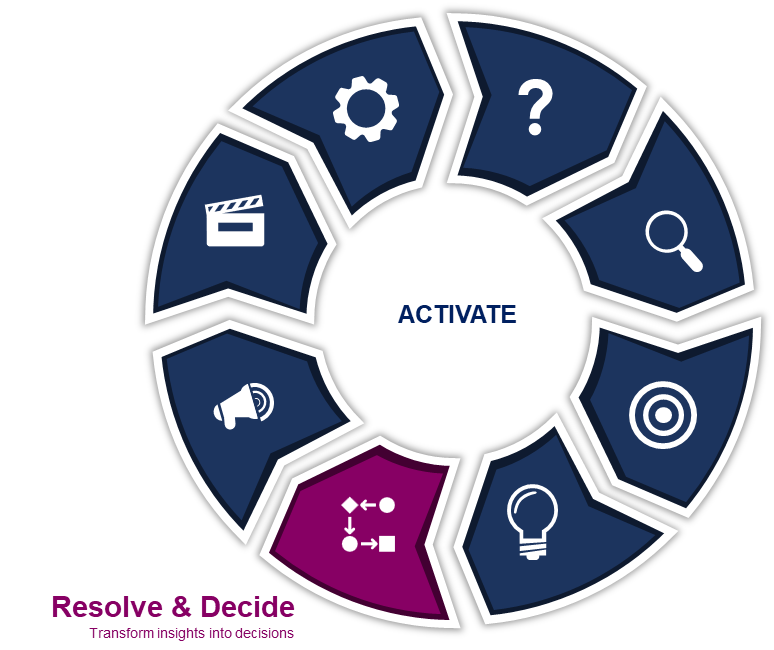 ACTIVATE
Resolve & Decide
Transform insights into decisions